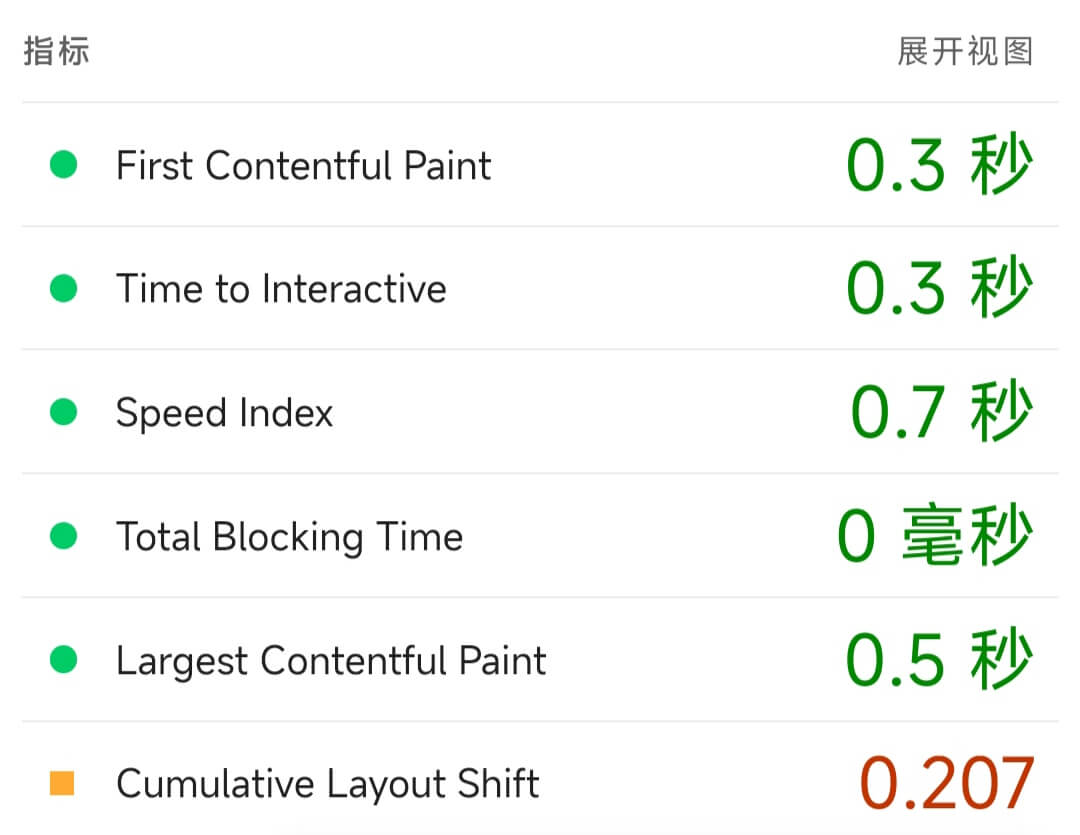 指标 展开视图
First Contentful Paint 0.3 秒
Time to Interactive 0.3 秒
Speed Index 0.7 秒
Total Blocking Time 0 毫秒
Largest Contentful Paint 0.5 秒
Cumulative Layout Shift 0.207